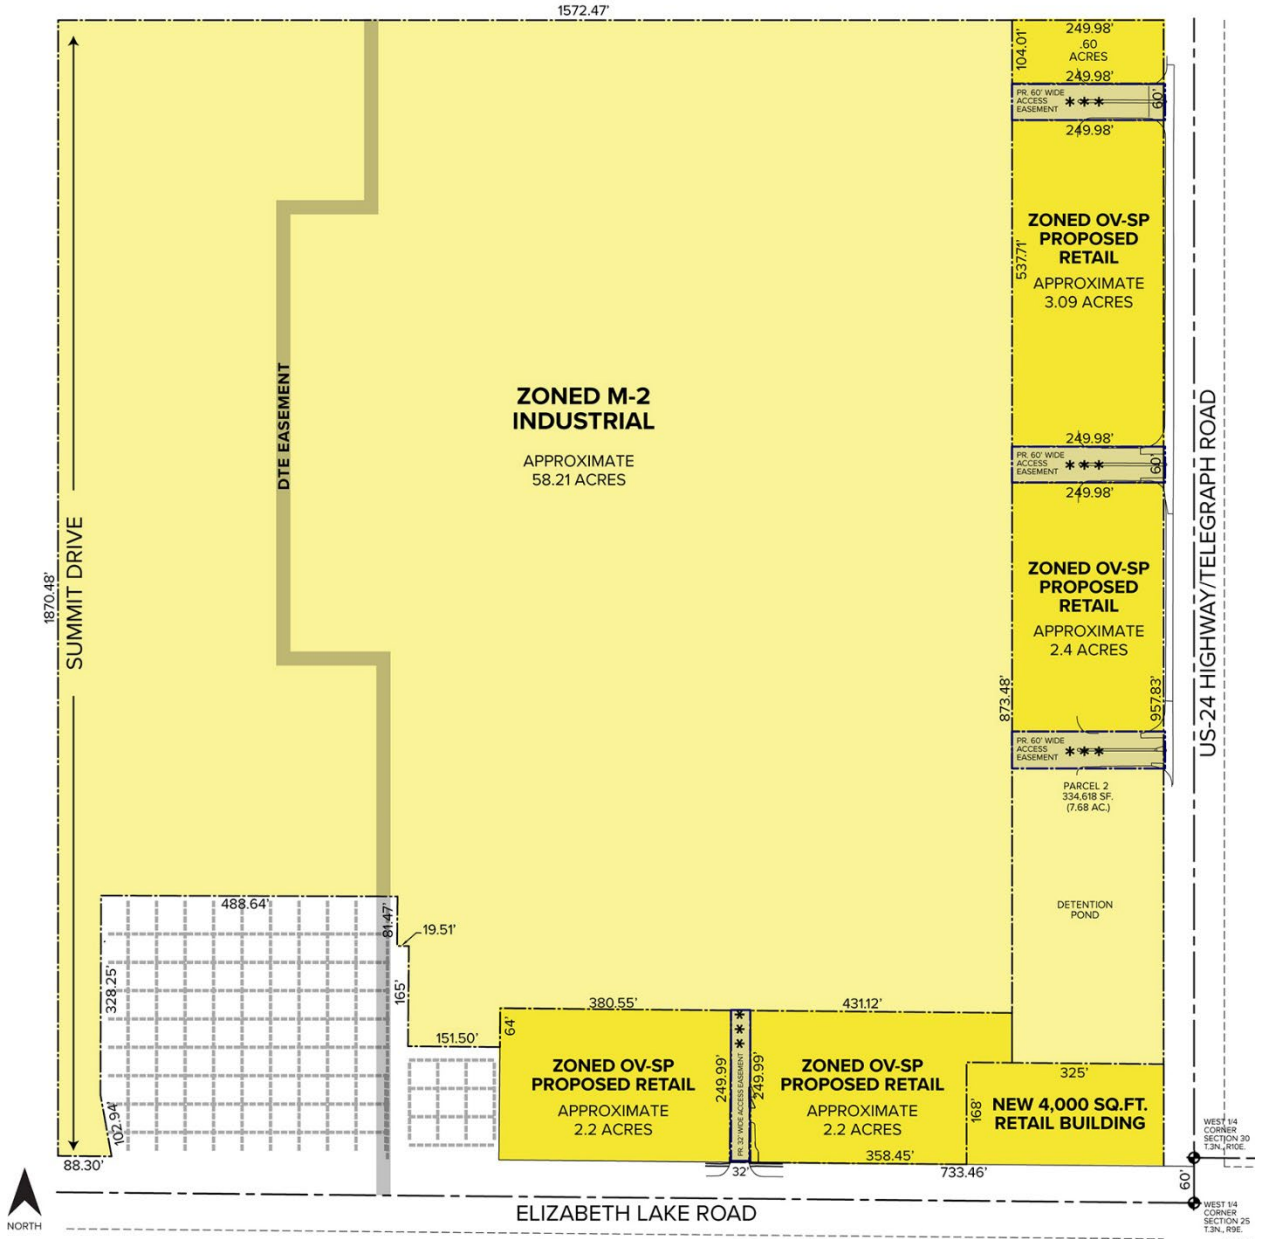 1572.47'
249.98'
.60
ACRES
104.01'
249.98'
PR. 60' WIDE
ACCESS
EASEMENT
***
60'
249.98'
ZONED OV-SP
PROPOSED
RETAIL
APPROXIMATE
3.09 ACRES
537.71'
DTE EASEMENT
ZONED M-2
INDUSTRIAL
APPROXIMATE
58.21 ACRES
249.98'
PR. 60' WIDE
ACCESS
EASEMENT
***
60'
249.98'
US-24 HIGHWAY/TELEGRAPH ROAD
SUMMIT DRIVE
1870.48'
ZONED OV-SP
PROPOSED
RETAIL
APPROXIMATE
2.4 ACRES
873.48'
957.83'
PR. 60' WIDE
ACCESS
EASEMENT
***
PARCEL 2
334,618 SF.
(7.68 AC.)
DETENTION
POND
488.64'
81.47'
19.51'
328.25'
165'
151.50'
102.94'
88.30'
380.55'
431.12'
64'
ZONED OV-SP
PROPOSED RETAIL
APPROXIMATE
2.2 ACRES
249.99'
***
PR. 32' WIDE ACCESS EASEMENT
249.99'
ZONED OV-SP
PROPOSED RETAIL
APPROXIMATE
2.2 ACRES
325'
168'
NEW 4,000 SQ.FT.
RETAIL BUILDING
358.45'
32'
733.46'
60'
WEST 1/4
CORNER
SECTION 30
T.3N., R10E.
WEST 1/4
CORNER
SECTION 25
T.3N., R9E.
ELIZABETH LAKE ROAD
NORTH